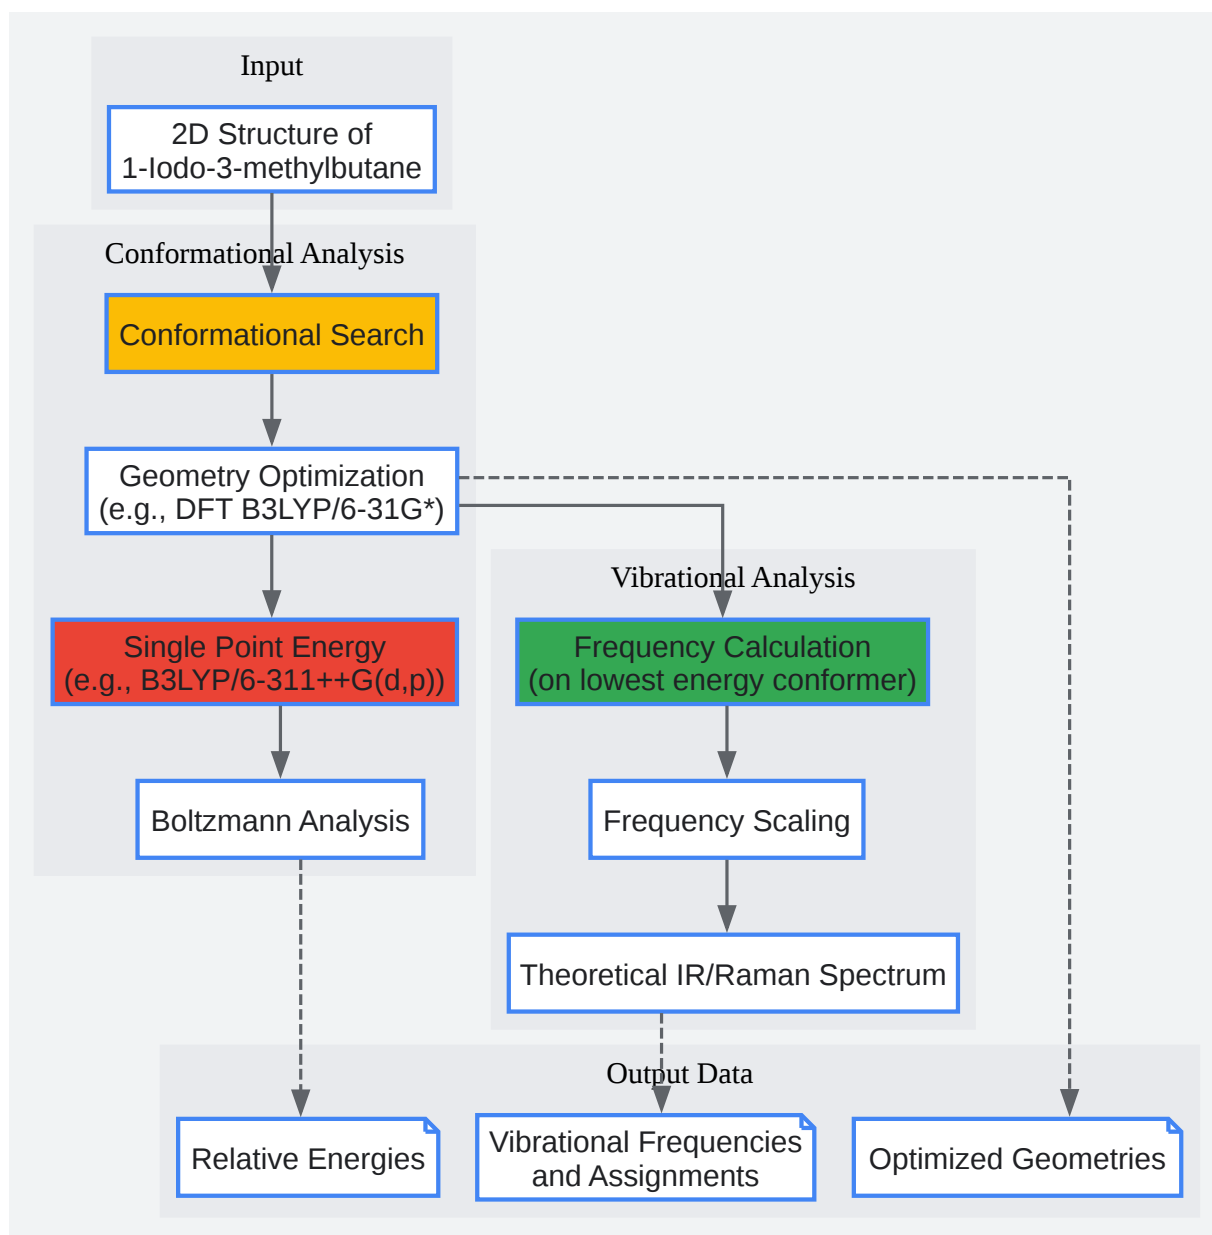 Input
2D Structure of
1-Iodo-3-methylbutane
Conformational Analysis
Conformational Search
Geometry Optimization
(e.g., DFT B3LYP/6-31G*)
Single Point Energy
(e.g., B3LYP/6-311++G(d,p))
Boltzmann Analysis
Vibrational Analysis
Frequency Calculation
(on lowest energy conformer)
Frequency Scaling
Theoretical IR/Raman Spectrum
Output Data
Relative Energies
Vibrational Frequencies
and Assignments
Optimized Geometries